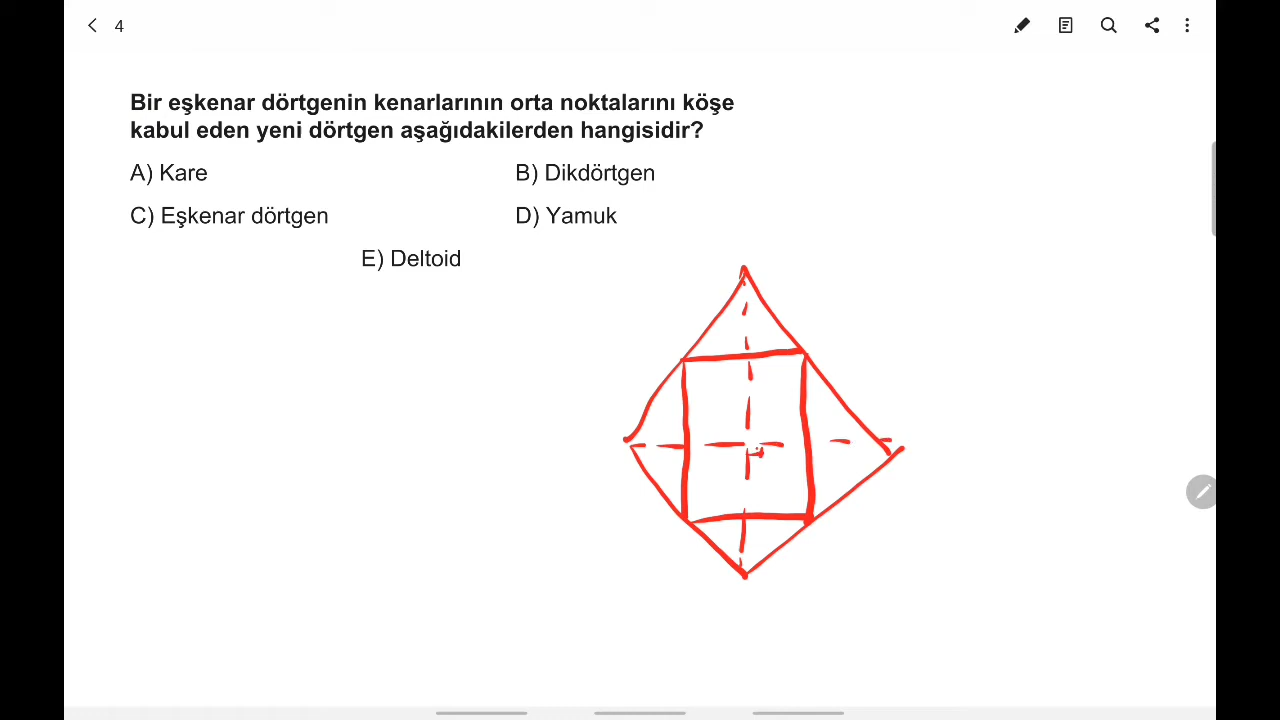 4
Bir eşkenar dörtgenin kenarlarının orta noktalarını köşe
kabul eden yeni dörtgen aşağıdakilerden hangisidir?
A) Kare
B) Dikdörtgen
C) Eşkenar dörtgen
D) Yamuk
E) Deltoid